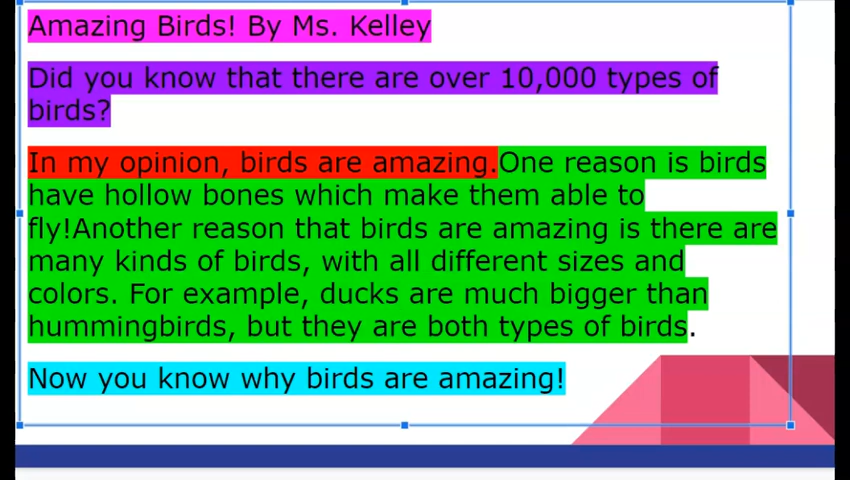 Amazing Birds! By Ms. Kelley
Did you know that there are over 10,000 types of
birds?
In my opinion, birds are amazing.One reason is birds
have hollow bones which make them able to
fly!Another reason that birds are amazing is there are
many kinds of birds, with all different sizes and
colors. For example, ducks are much bigger than
hummingbirds, but they are both types of birds.
Now you know why birds are amazing!